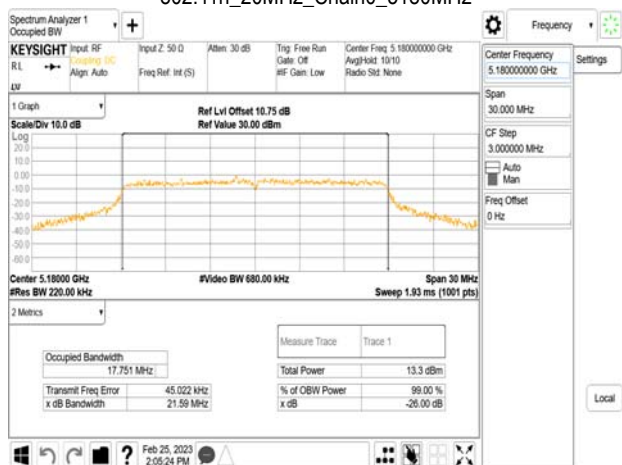 802.11n_20MHz_Chain0_5180MHz
Spectrum Analyzer 1
Occupied BW
Frequency
KEYSIGHT
Input: RF
Coupling: DC
Align: Auto
Input Z: 50 Ω
Freq Ref: Int (S)
Atten: 30 dB
Trig: Free Run
Gate: Off
#IF Gain: Low
Center Freq: 5.180000000 GHz
Avg|Hold: 10/10
Radio Std: None
RL
Center Frequency
5.180000000 GHz
Settings
Span
30.000 MHz
CF Step
3.000000 MHz
Auto
Man
Freq Offset
0 Hz
Local
1 Graph
Scale/Div 10.0 dB
Ref Lvl Offset 10.75 dB
Ref Value 30.00 dBm
Log
20.0
10.0
0.00
-10.0
-20.0
-30.0
-40.0
-50.0
-60.0
Center 5.18000 GHz
#Res BW 220.00 kHz
#Video BW 680.00 kHz
Span 30 MHz
Sweep 1.93 ms (1001 pts)
2 Metrics
Measure Trace Trace 1
Occupied Bandwidth
17.751 MHz
Total Power 13.3 dBm
Transmit Freq Error 45.022 kHz
% of OBW Power 99.00 %
x dB Bandwidth 21.59 MHz
x dB -26.00 dB
Feb 25, 2023
2:05:24 PM